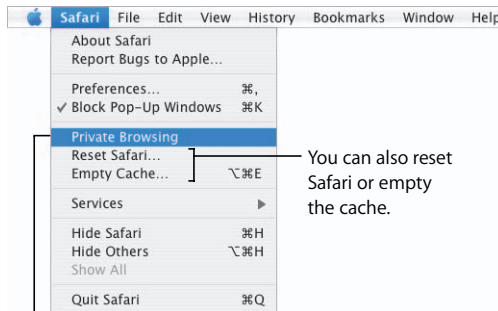 Safari File Edit View History Bookmarks Window Help
About Safari
Report Bugs to Apple...
Preferences... ⌘,
✓ Block Pop-Up Windows ⌘K
Private Browsing
Reset Safari...
Empty Cache... ⌥⌘E
You can also reset
Safari or empty
the cache.
Services ▶
Hide Safari ⌘H
Hide Others ⌥⌘H
Show All
Quit Safari ⌘Q